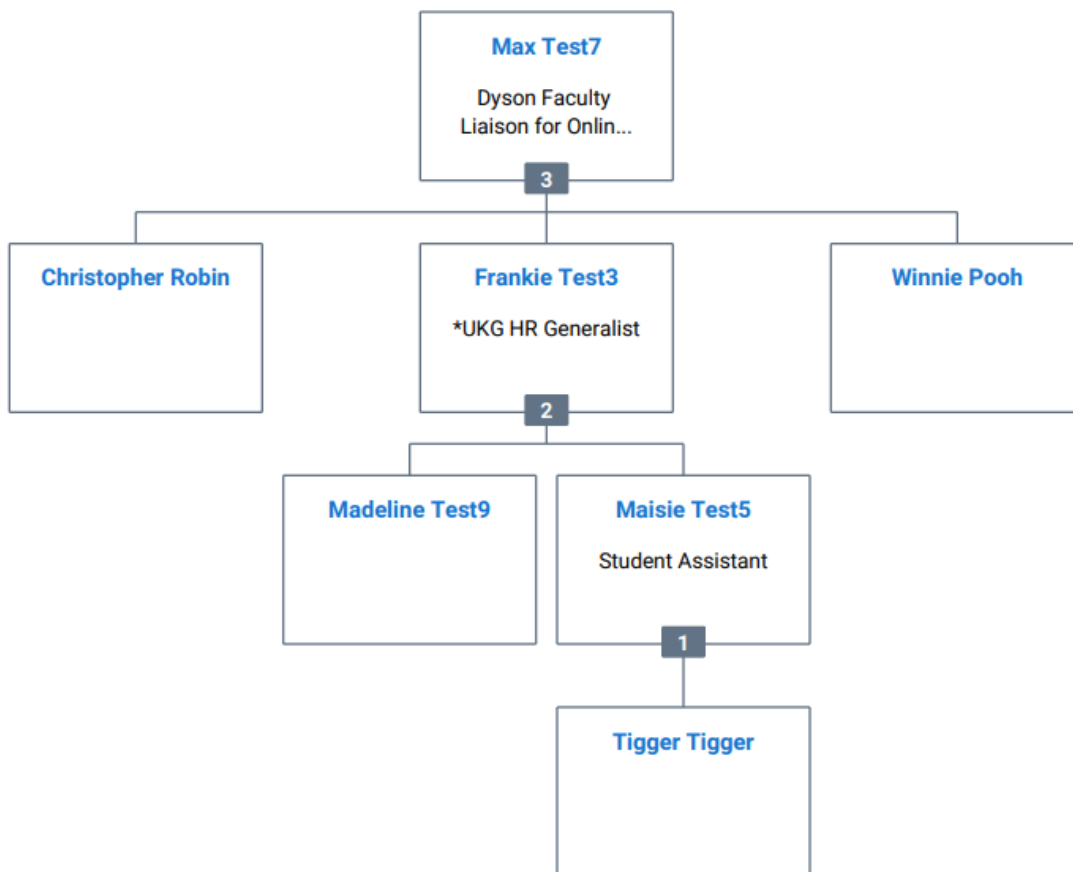 Max Test7
Dyson Faculty
Liaison for Onlin...
3
Christopher Robin
Frankie Test3
*UKG HR Generalist
2
Winnie Pooh
Madeline Test9
Maisie Test5
Student Assistant
1
Tigger Tigger